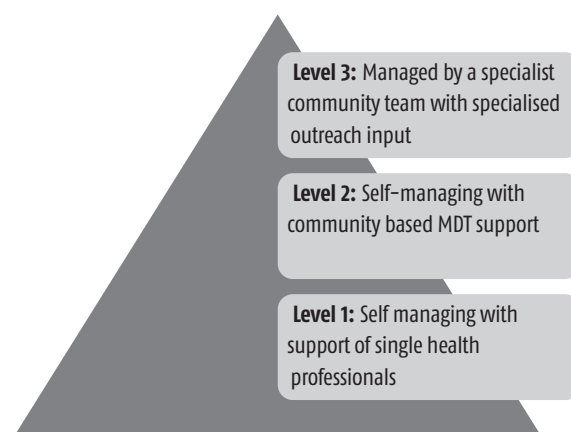 Level 3: Managed by a specialist
community team with specialised
outreach input
Level 2: Self-managing with
community based MDT support
Level 1: Self managing with
support of single health
professionals